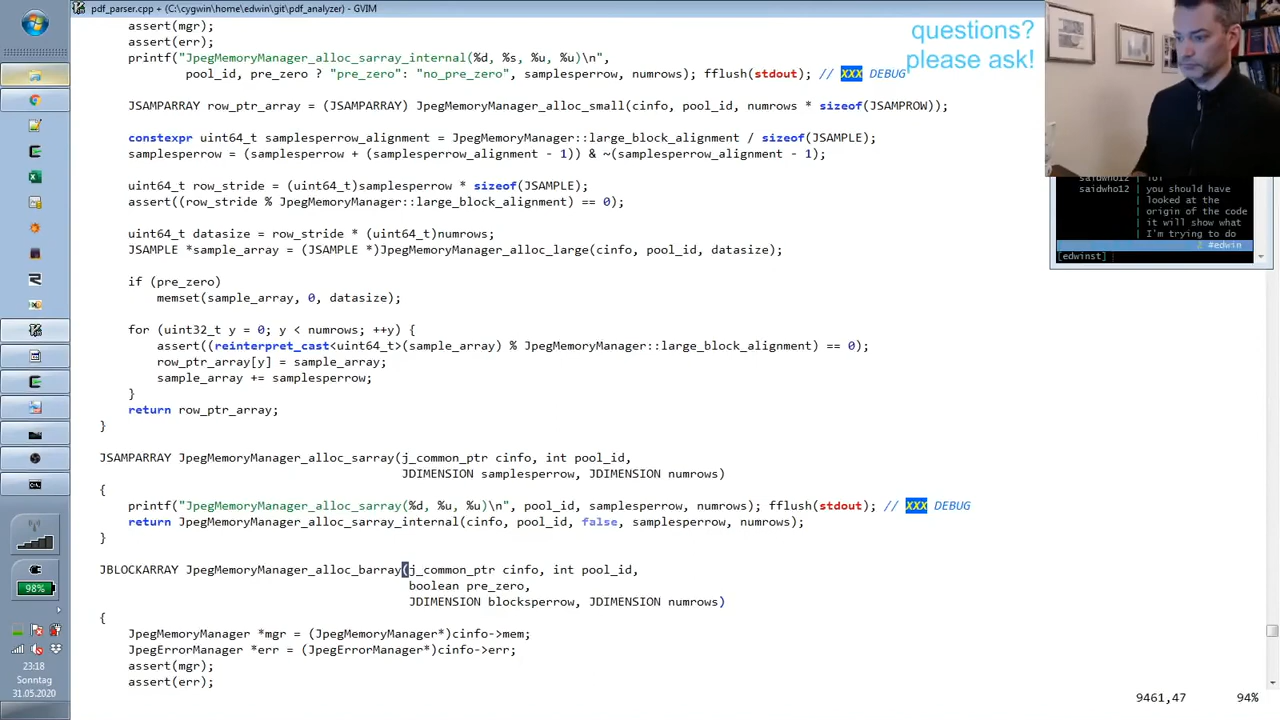 pdf_parser.cpp + (C:\cygwin\home\edwin\git\pdf_analyzer) - GVIM
assert(mgr);
assert(err);
printf("JpegMemoryManager_alloc_sarray_internal(%d, %s, %u, %u)\n",
pool_id, pre_zero ? "pre_zero": "no_pre_zero", samplesperrow, numrows); fflush(stdout); // XXX DEBUG
JSAMPARRAY row_ptr_array = (JSAMPARRAY) JpegMemoryManager_alloc_small(cinfo, pool_id, numrows * sizeof(JSAMPROW));
constexpr uint64_t samplesperrow_alignment = JpegMemoryManager::large_block_alignment / sizeof(JSAMPLE);
samplesperrow = (samplesperrow + (samplesperrow_alignment - 1)) & ~(samplesperrow_alignment - 1);
uint64_t row_stride = (uint64_t)samplesperrow * sizeof(JSAMPLE);
assert((row_stride % JpegMemoryManager::large_block_alignment) == 0);
uint64_t datasize = row_stride * (uint64_t)numrows;
JSAMPLE *sample_array = (JSAMPLE *)JpegMemoryManager_alloc_large(cinfo, pool_id, datasize);
if (pre_zero)
memset(sample_array, 0, datasize);
for (uint32_t y = 0; y < numrows; ++y) {
assert((reinterpret_cast<uint64_t>(sample_array) % JpegMemoryManager::large_block_alignment) == 0);
row_ptr_array[y] = sample_array;
sample_array += samplesperrow;
}
return row_ptr_array;
}
JSAMPARRAY JpegMemoryManager_alloc_sarray(j_common_ptr cinfo, int pool_id,
JDIMENSION samplesperrow, JDIMENSION numrows)
{
printf("JpegMemoryManager_alloc_sarray(%d, %u, %u)\n", pool_id, samplesperrow, numrows); fflush(stdout); // XXX DEBUG
return JpegMemoryManager_alloc_sarray_internal(cinfo, pool_id, false, samplesperrow, numrows);
}
JBLOCKARRAY JpegMemoryManager_alloc_barray(j_common_ptr cinfo, int pool_id,
boolean pre_zero,
JDIMENSION blocksperrow, JDIMENSION numrows)
{
JpegMemoryManager *mgr = (JpegMemoryManager*)cinfo->mem;
JpegErrorManager *err = (JpegErrorManager*)cinfo->err;
assert(mgr);
assert(err);
9461,47 94%
questions?
please ask!
saidwho12 | lol
saidwho12 | you should have
| looked at the
| origin of the code
| it will show what
| I'm trying to do
2 #edwin
[edwinst]
98%
23:18
Sonntag
31.05.2020